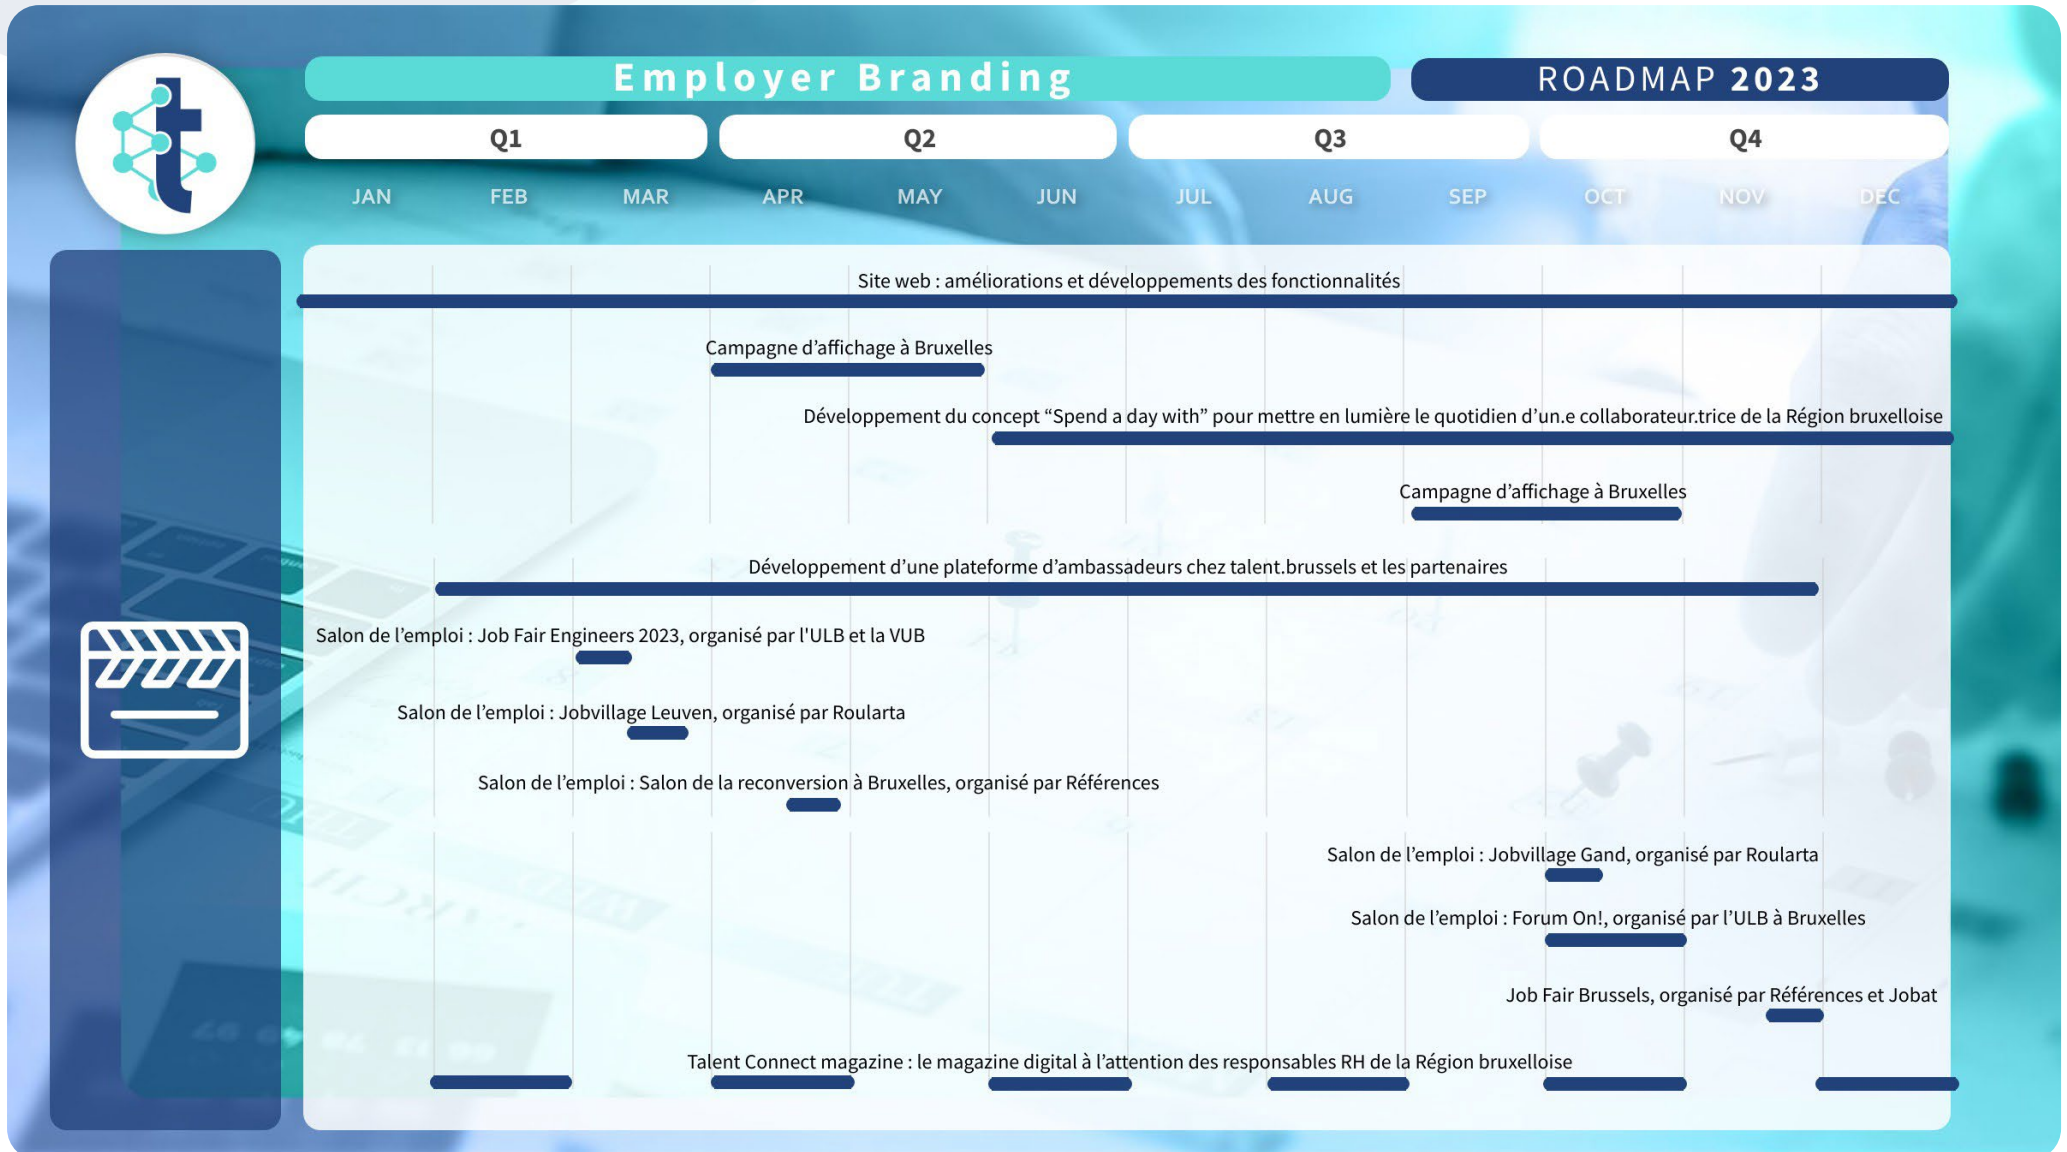 Employer Branding
ROADMAP 2023
Q1 Q2 Q3 Q4
JAN FEB MAR APR MAY JUN JUL AUG SEP OCT NOV DEC
Site web : améliorations et développements des fonctionnalités
Campagne d’affichage à Bruxelles
Développement du concept “Spend a day with” pour mettre en lumière le quotidien d’un.e collaborateur.trice de la Région bruxelloise
Campagne d’affichage à Bruxelles
Développement d’une plateforme d’ambassadeurs chez talent.brussels et les partenaires
Salon de l’emploi : Job Fair Engineers 2023, organisé par l'ULB et la VUB
Salon de l’emploi : Jobvillage Leuven, organisé par Roularta
Salon de l’emploi : Salon de la reconversion à Bruxelles, organisé par Références
Salon de l’emploi : Jobvillage Gand, organisé par Roularta
Salon de l’emploi : Forum On!, organisé par l’ULB à Bruxelles
Job Fair Brussels, organisé par Références et Jobat
Talent Connect magazine : le magazine digital à l’attention des responsables RH de la Région bruxelloise